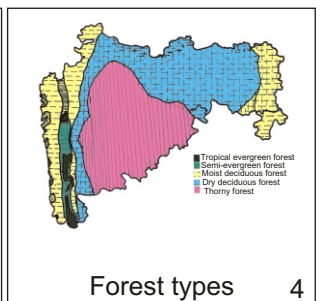 Tropical evergreen forest
Semi-evergreen forest
Moist deciduous forest
Dry deciduous forest
Thorny forest
Forest types 4